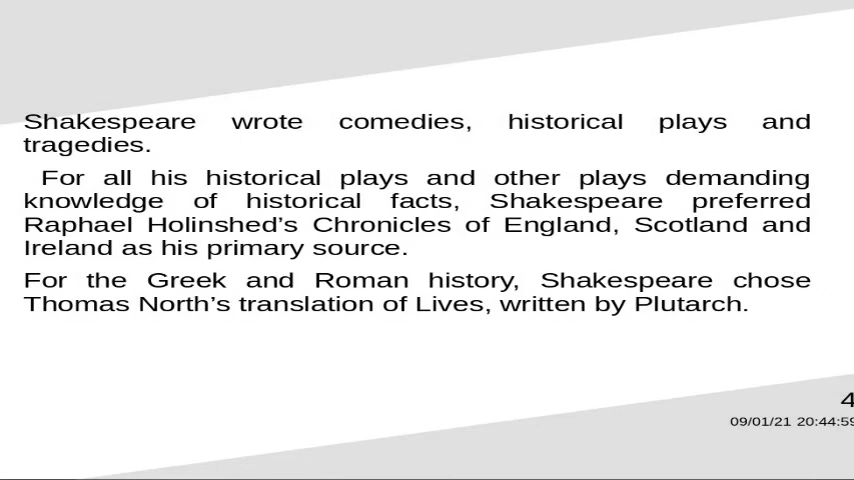 Shakespeare wrote comedies, historical plays and
tragedies.
For all his historical plays and other plays demanding
knowledge of historical facts, Shakespeare preferred
Raphael Holinshed’s Chronicles of England, Scotland and
Ireland as his primary source.
For the Greek and Roman history, Shakespeare chose
Thomas North’s translation of Lives, written by Plutarch.
4
09/01/21 20:44:59